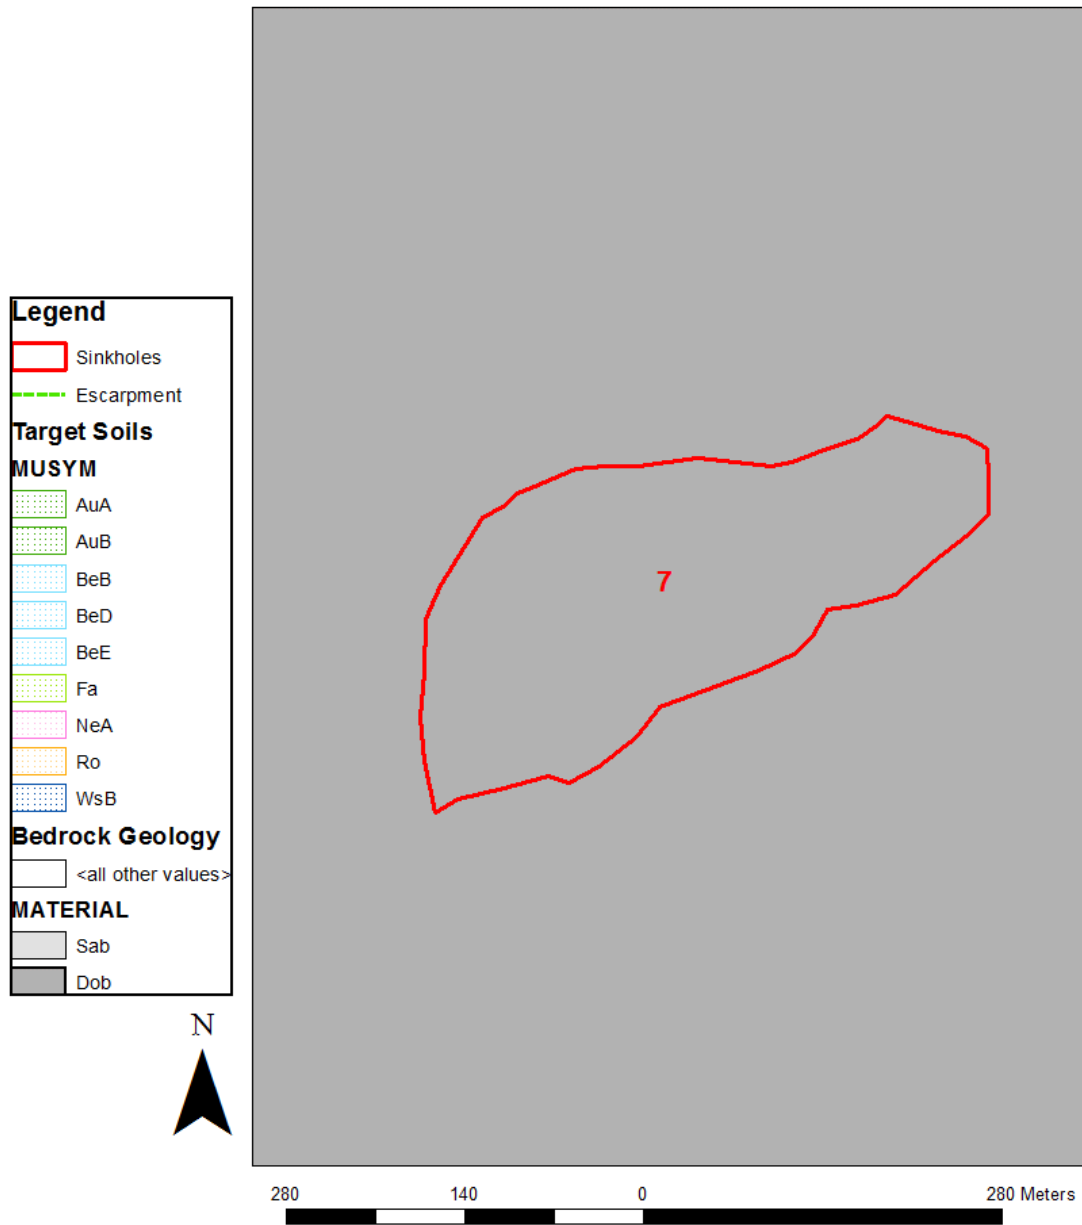 Legend
Sinkholes
Escarpment
Target Soils
MUSYM
AuA
AuB
BeB
BeD
BeE
Fa
NeA
Ro
WsB
Bedrock Geology
<all other values>
MATERIAL
Sab
Dob
N
7
280 140 0 280 Meters